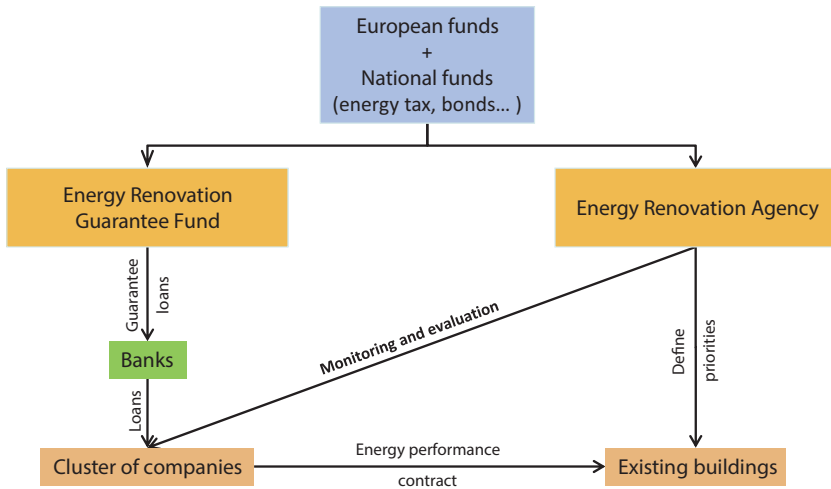 European funds
+
National funds
(energy tax, bonds... )
Energy Renovation
Guarantee Fund
Energy Renovation Agency
Guarantee
loans
Monitoring and evaluation
Define
priorities
Banks
Loans
Cluster of companies
Energy performance
contract
Existing buildings